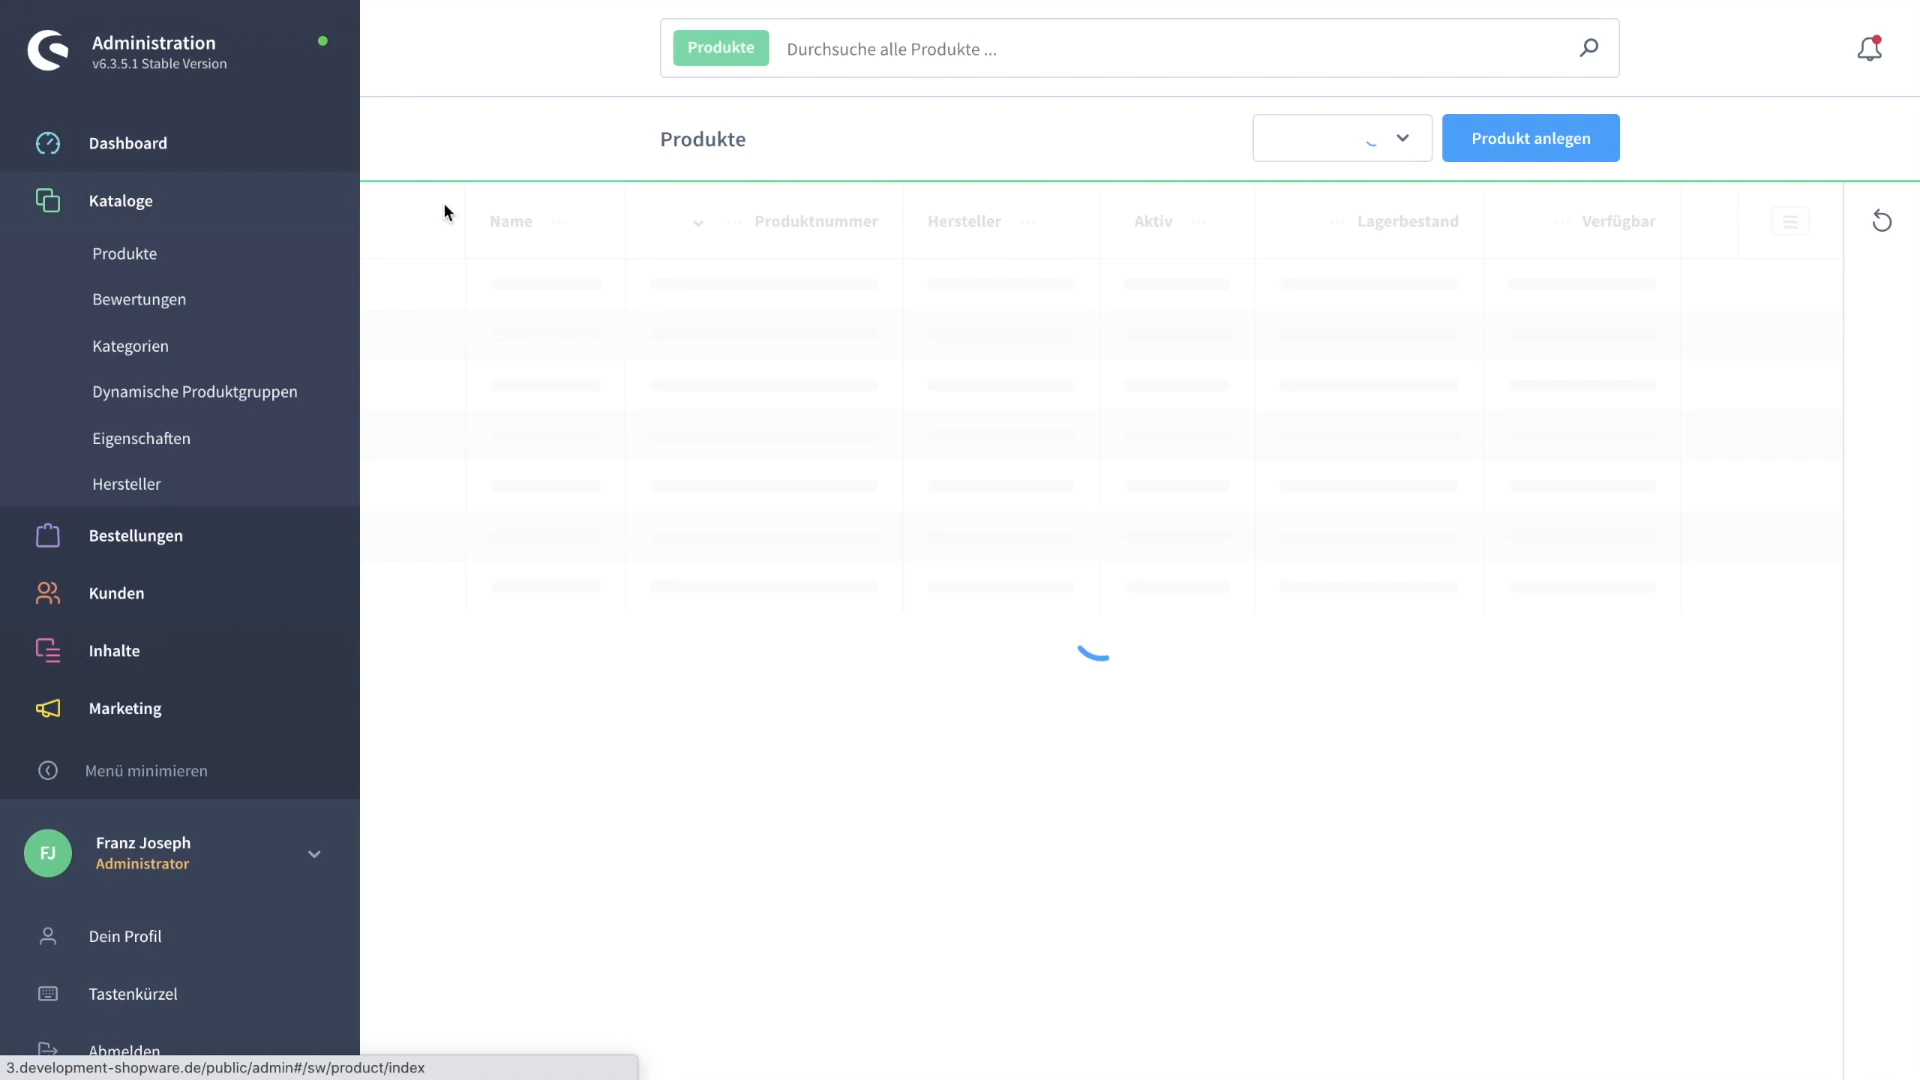 Administration
v6.3.5.1 Stable Version
Dashboard
Kataloge
Produkte
Bewertungen
Kategorien
Dynamische Produktgruppen
Eigenschaften
Hersteller
Bestellungen
Kunden
Inhalte
Marketing
Menü minimieren
FJ
Franz Joseph
Administrator
Dein Profil
Tastenkürzel
Abmelden
3.development-shopware.de/public/admin#/sw/product/index
Produkte Durchsuche alle Produkte ...
Produkte
Produkt anlegen
Name Produktnummer Hersteller Aktiv Lagerbestand Verfügbar